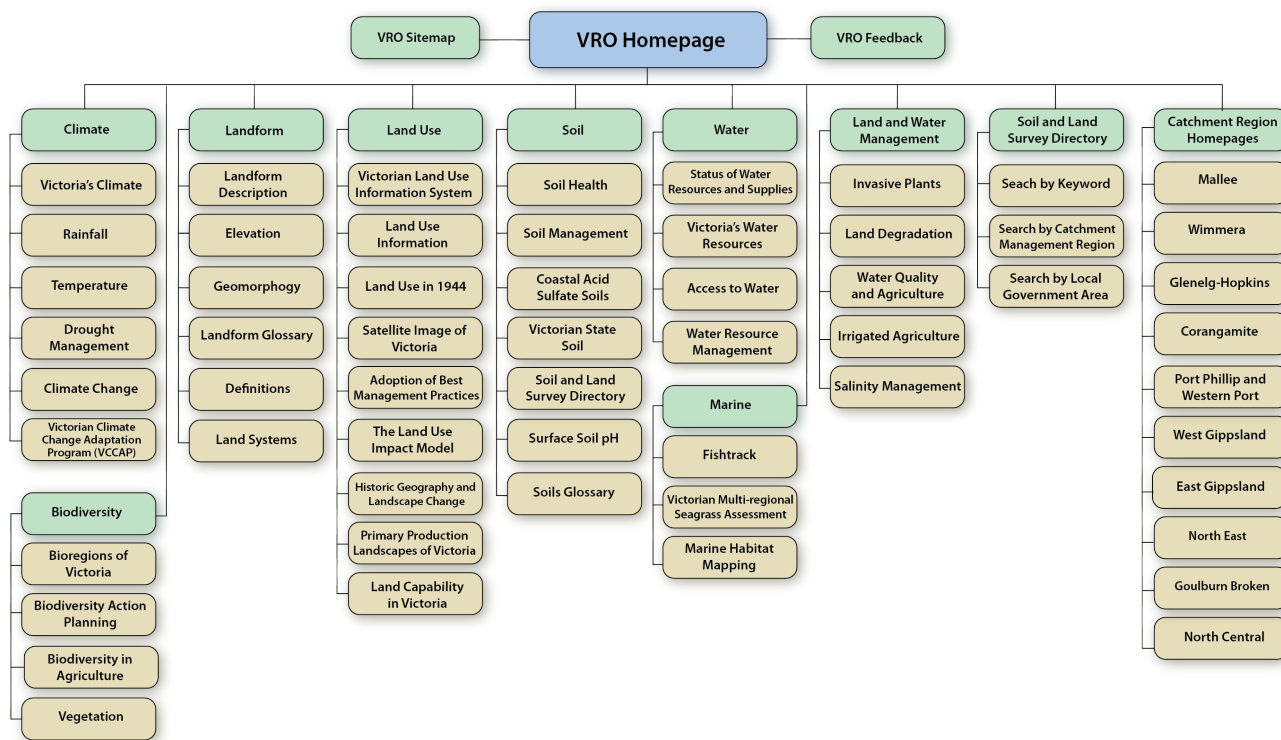 VRO Sitemap
VRO Homepage
VRO Feedback
Climate
Victoria's Climate
Rainfall
Temperature
Drought
Management
Climate Change
Victorian Climate
Change Adaptation
Program (VCCAP)
Biodiversity
Bioregions of
Victoria
Biodiversity Action
Planning
Biodiversity in
Agriculture
Vegetation
Landform
Landform
Description
Elevation
Geomorphogy
Landform Glossary
Definitions
Land Systems
Land Use
Victorian Land Use
Information System
Land Use
Information
Land Use in 1944
Satellite Image of
Victoria
Adoption of Best
Management Practices
The Land Use
Impact Model
Historic Geography and
Landscape Change
Primary Production
Landscapes of Victoria
Land Capability
in Victoria
Soil
Soil Health
Soil Management
Coastal Acid
Sulfate Soils
Victorian State
Soil
Soil and Land
Survey Directory
Surface Soil pH
Soils Glossary
Water
Status of Water
Resources and Supplies
Victoria's Water
Resources
Access to Water
Water Resource
Management
Marine
Fishtrack
Victorian Multi-regional
Seagrass Assessment
Marine Habitat
Mapping
Land and Water
Management
Invasive Plants
Land Degradation
Water Quality
and Agriculture
Irrigated Agriculture
Salinity Management
Soil and Land
Survey Directory
Seach by Keyword
Search by Catchment
Management Region
Search by Local
Government Area
Catchment Region
Homepages
Mallee
Wimmera
Glenelg-Hopkins
Corangamite
Port Phillip and
Western Port
West Gippsland
East Gippsland
North East
Goulburn Broken
North Central